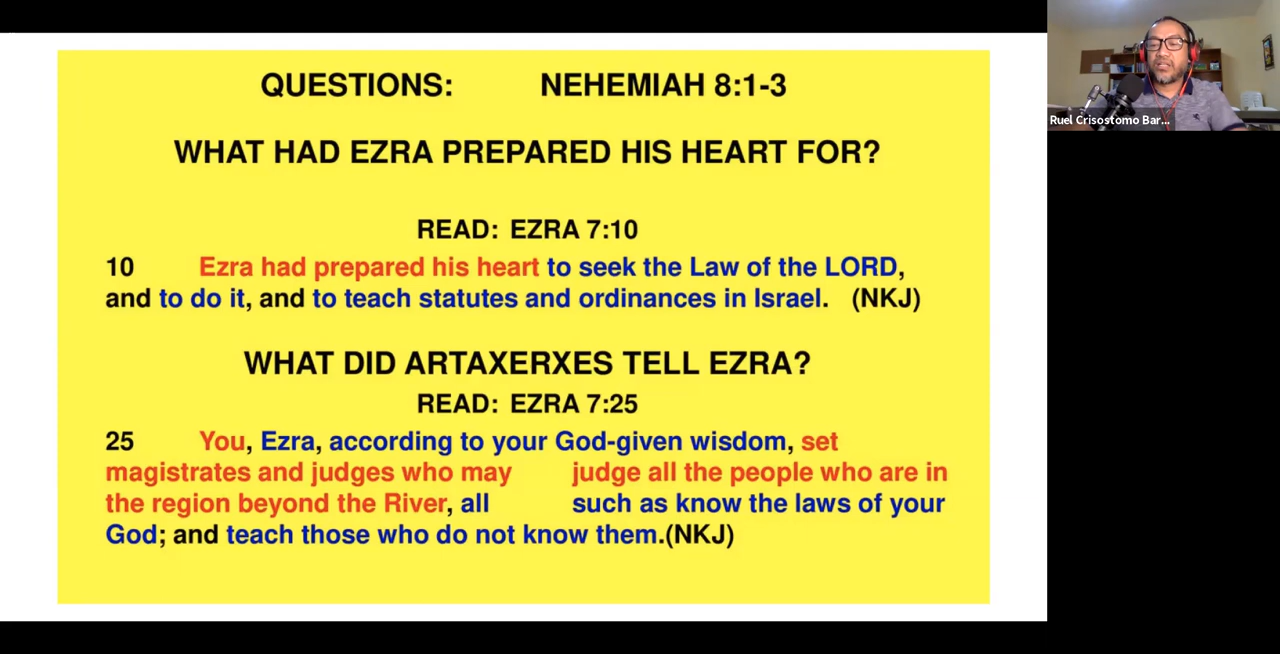 QUESTIONS: NEHEMIAH 8:1-3
WHAT HAD EZRA PREPARED HIS HEART FOR?
READ: EZRA 7:10
10 Ezra had prepared his heart to seek the Law of the LORD,
and to do it, and to teach statutes and ordinances in Israel. (NKJ)
WHAT DID ARTAXERXES TELL EZRA?
READ: EZRA 7:25
25 You, Ezra, according to your God-given wisdom, set
magistrates and judges who may judge all the people who are in
the region beyond the River, all such as know the laws of your
God; and teach those who do not know them.(NKJ)
Ruel Crisostomo Bar...